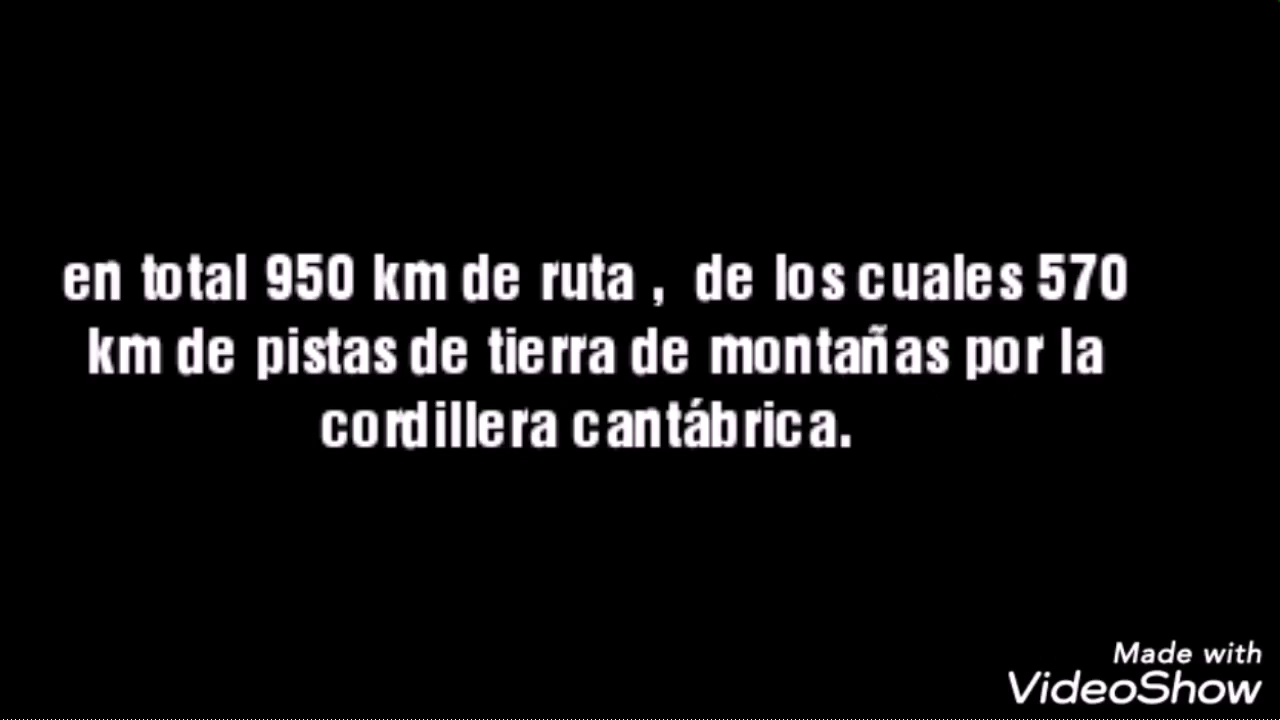 en total 950 km de ruta , de los cuales 570
km de pistas de tierra de montañas por la
cordillera cantábrica.
Made with
VideoShow